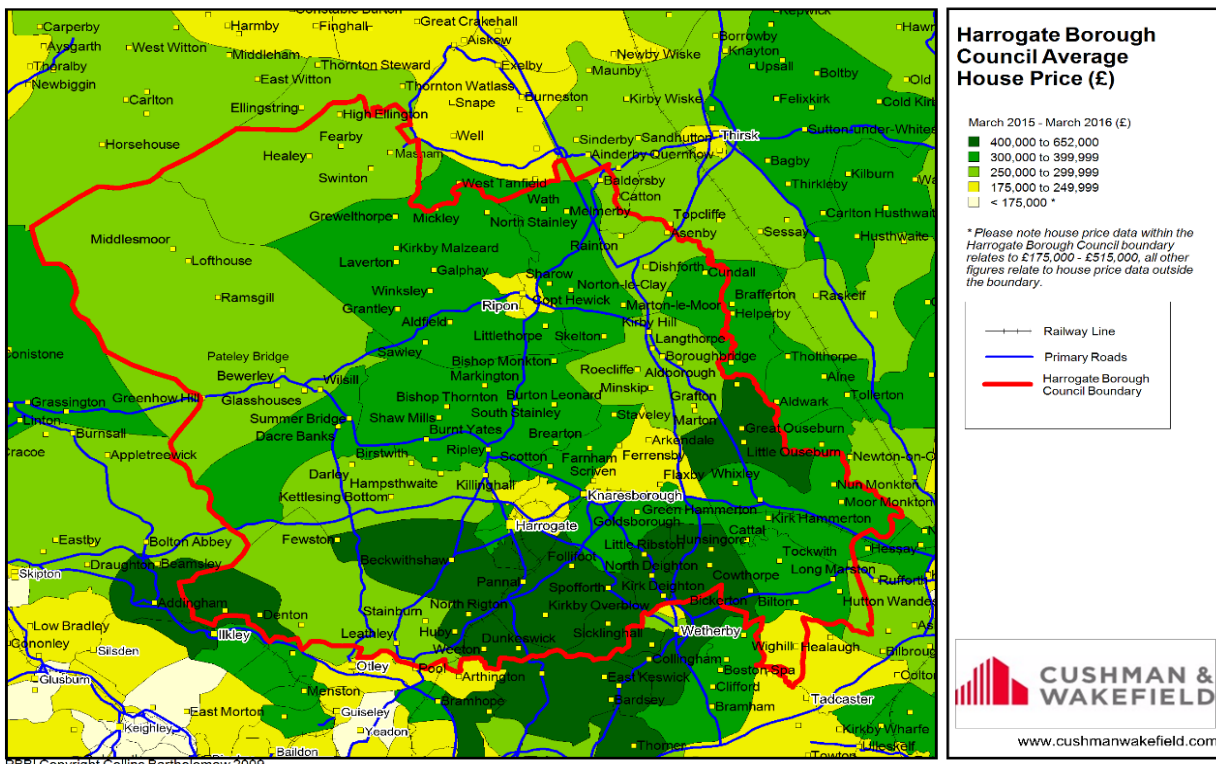 Harrogate Borough
Council Average
House Price (£)
March 2015 - March 2016 (£)
400,000 to 652,000
300,000 to 399,999
250,000 to 299,999
175,000 to 249,999
< 175,000 *
* Please note house price data within the
Harrogate Borough Council boundary
relates to £175,000 - £515,000, all other
figures relate to house price data outside
the boundary.
Railway Line
Primary Roads
Harrogate Borough
Council Boundary
CUSHMAN &
WAKEFIELD
www.cushmanwakefield.com
Carperby
Harmby
Finghall
Great Crakehall
Borrowby
Aysgarth
West Witton
Middleham
Aiskew
Newby Wiske
Knayton
Thoralby
Thornton Steward
Exelby
Maunby
Upsall
Boltby
Old
Newbiggin
East Witton
Thornton Watlass
Carlton
Ellingstring
Snape
Burneston
Kirby Wiske
Felixkirk
Cold Kirb
High Ellington
Horsehouse
Fearby
Well
Sinderby
Sandhutton
Thirsk
Sutton-under-Whites
Healey
Masham
Ainderby Quernhow
Bagby
Swinton
West Tanfield
Baldersby
Thirkleby
Kilburn
Wath
Catton
Grewelthorpe
Mickley
North Stainley
Melmerby
Topcliffe
Carlton Husthwaite
Middlesmoor
Asenby
Sessay
Husthwaite
Kirkby Malzeard
Rainton
Lofthouse
Laverton
Galphay
Sharow
Dishforth
Cundall
Ramsgill
Winksley
Norton-le-Clay
Brafferton
Raskelf
Grantley
Ripon
Copt Hewick
Marton-le-Moor
Helperby
Aldfield
Kirby Hill
Littlethorpe
Skelton
Langthorpe
Sawley
Conistone
Pateley Bridge
Bishop Monkton
Boroughbridge
Tholthorpe
Bewerley
Wilsill
Markington
Roecliffe
Aldborough
Alne
Grassington
Greenhow Hill
Glasshouses
Bishop Thornton
Burton Leonard
Minskip
Grafton
Aldwark
Tollerton
Linton
Summer Bridge
Shaw Mills
South Stainley
Staveley
Marton
Burnsall
Dacre Banks
Burnt Yates
Brearton
Arkendale
Great Ouseburn
Cracoe
Appletreewick
Birstwith
Ripley
Scotton
Farnham
Ferrensby
Little Ouseburn
Newton-on-O
Darley
Hampsthwaite
Killinghall
Scriven
Flaxby
Whixley
Nun Monkton
Kettlesing Bottom
Knaresborough
Moor Monkton
Harrogate
Goldsborough
Green Hammerton
Kirk Hammerton
Eastby
Bolton Abbey
Fewston
Cattal
Beckwithshaw
Follifoot
Little Ribston
Hunsingore
Tockwith
Hessay
Skipton
Draughton
Beamsley
Pannal
North Deighton
Long Marston
Rufforth
Spofforth
Kirk Deighton
Cowthorpe
Addingham
Denton
Stainburn
North Rigton
Kirkby Overblow
Bickerton
Bilton
Hutton Wandes
Low Bradley
Ilkley
Leathley
Huby
Dunkeswick
Sicklinghall
Wetherby
Cononley
Silsden
Weeton
Collingham
Wighill
Healaugh
Bilbroug
Glusburn
Otley
Pool
Arthington
Boston Spa
Menston
East Keswick
Clifford
Colton
East Morton
Guiseley
Bramhope
Bardsey
Bramham
Tadcaster
Keighley
Yeadon
Kirkby Wharfe
Baildon
Thorner
Towton
Ulleskelf